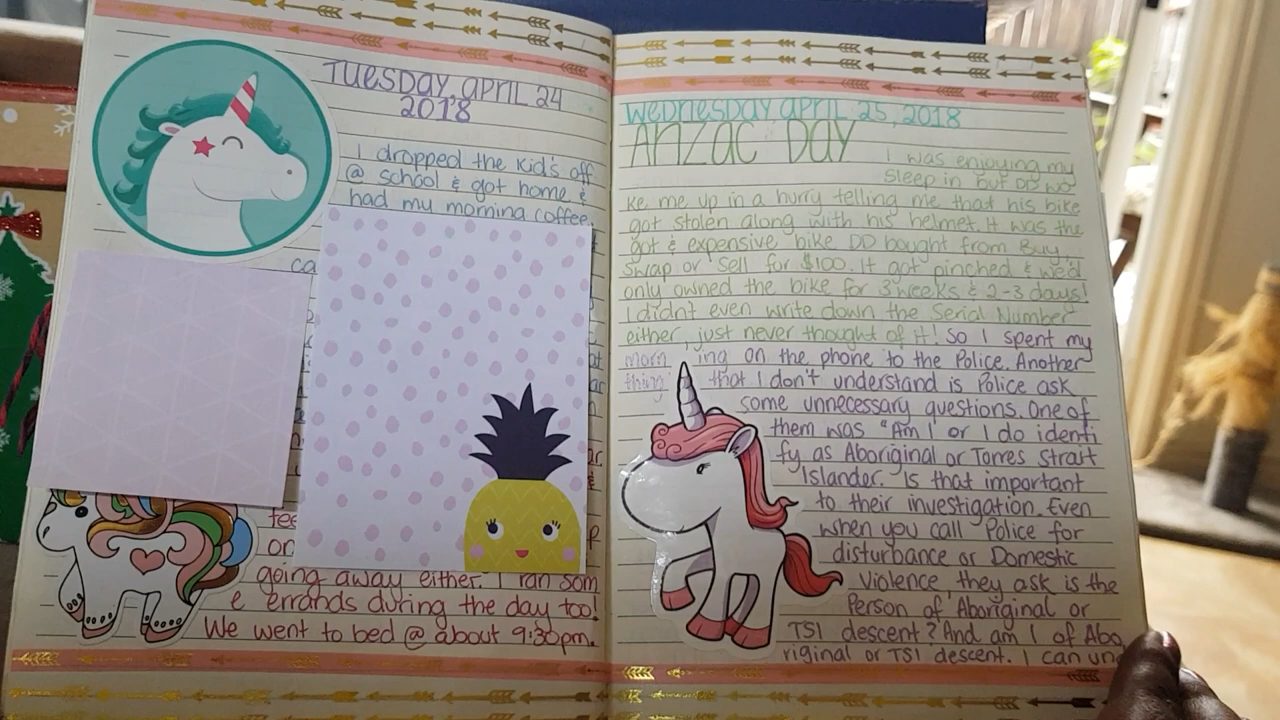 TUESDAY, APRIL 24
2018
I dropped the Kid's off
@ school & got home &
had my morning coffee.
ca
fee
or
going away either. I ran som
e errands during the day too!
We went to bed @ about 9:30pm.
WEDNESDAY APRIL 25, 2018
ANZAC DAY
I was enjoying my
sleep in but DD wo
ke me up in a hurry telling me that his bike
got stolen along with his helmet. It was the
got & expensive bike DD bought from Buy
Swap or Sell for $100. It got pinched & we'd
only owned the bike for 3 weeks & 2-3 days!
I didn't even write down the Serial Number
either, just never thought of it! So I spent my
morn ing on the phone to the Police. Another
thing that I don't understand is Police ask
some unnecessary questions. One of
them was "Am I or I do identi
fy as Aboriginal or Torres Strait
Islander." Is that important
to their investigation. Even
when you call Police for
disturbance or Domestic
Violence, they ask is the
Person of Aboriginal or
TSI descent? And am I of Abo
riginal or TSI descent. I can un